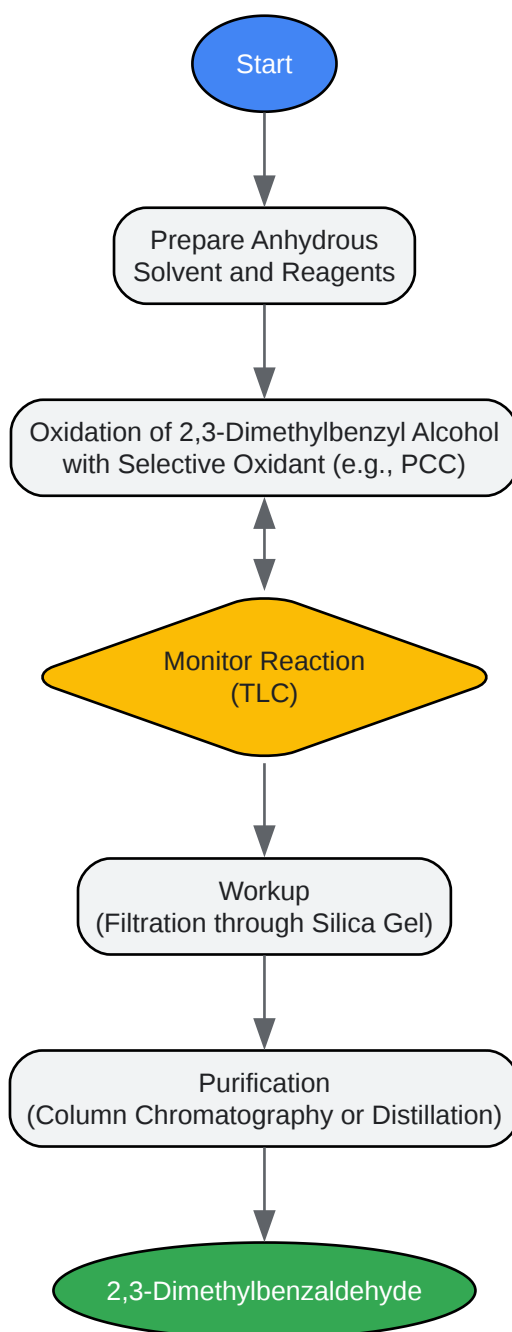 Start
Prepare Anhydrous
Solvent and Reagents
Oxidation of 2,3-Dimethylbenzyl Alcohol
with Selective Oxidant (e.g., PCC)
Monitor Reaction
(TLC)
Workup
(Filtration through Silica Gel)
Purification
(Column Chromatography or Distillation)
2,3-Dimethylbenzaldehyde